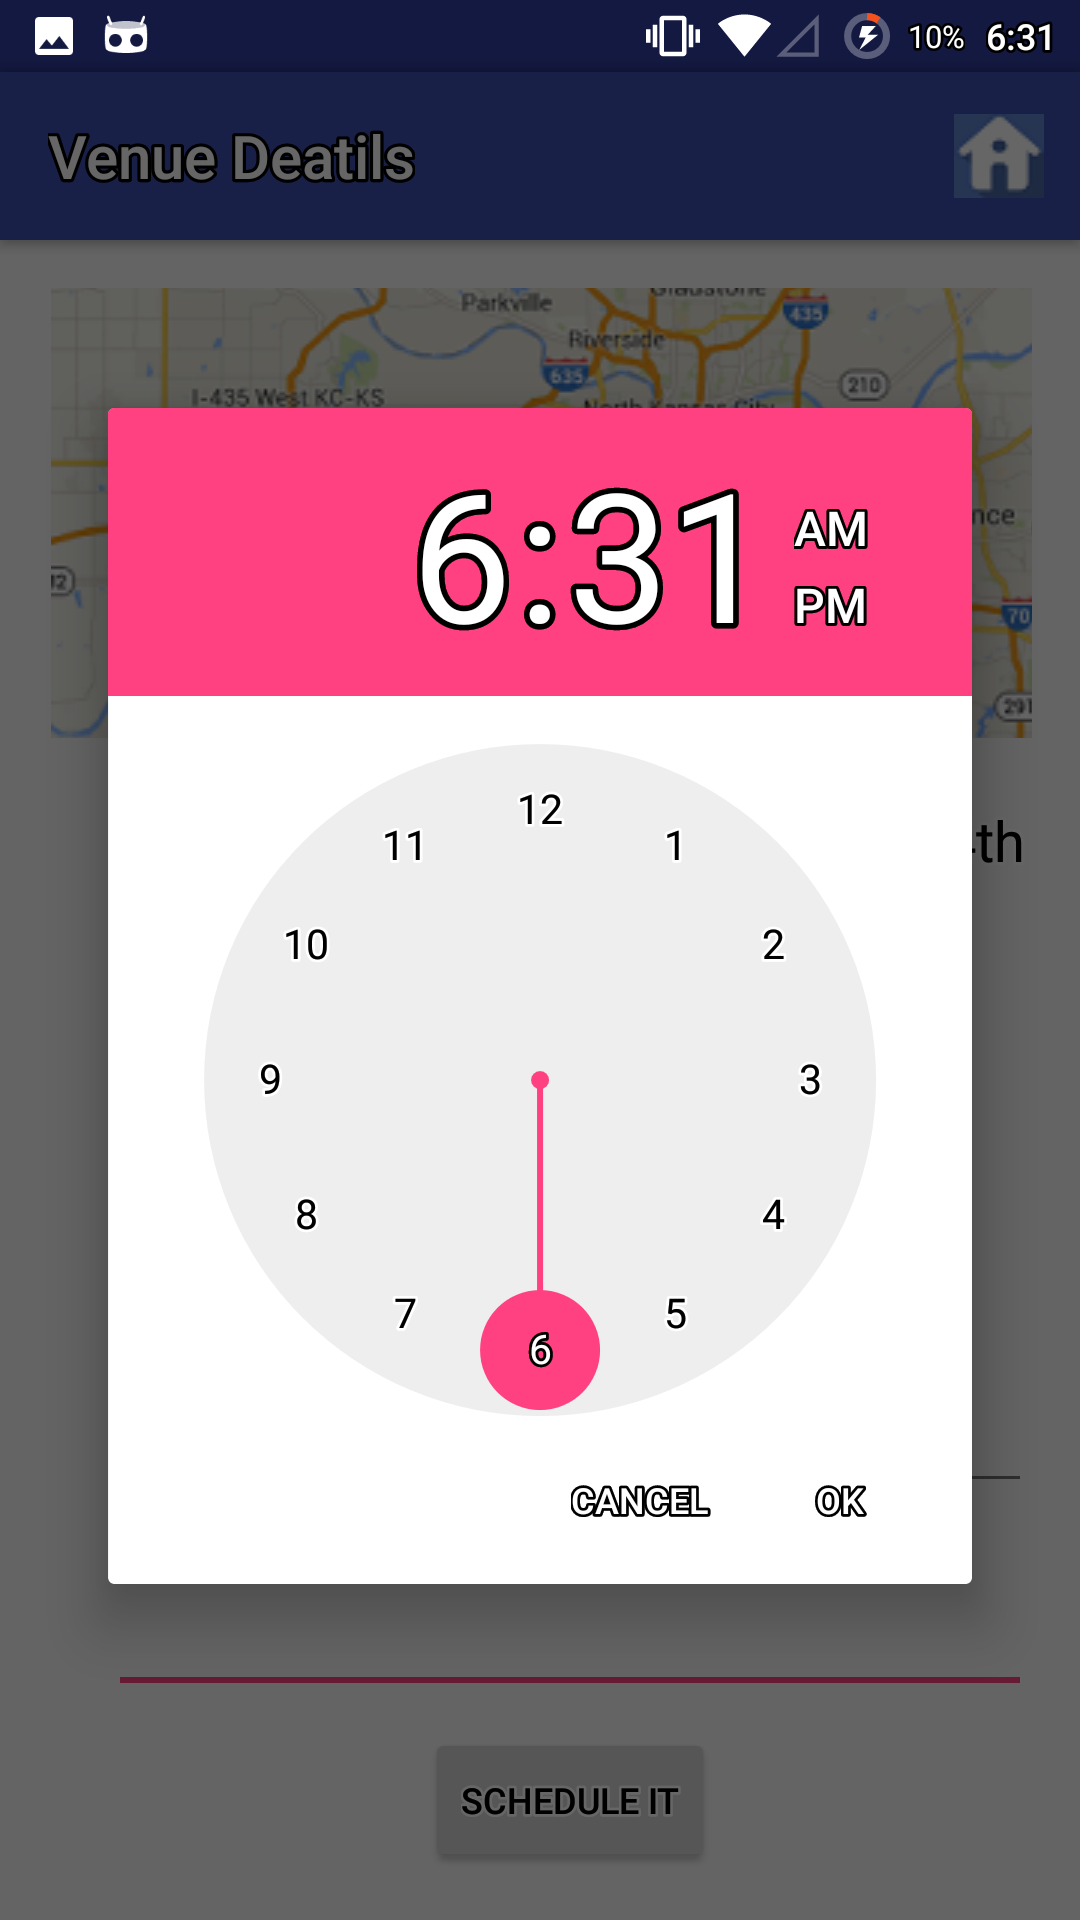 10% 6:31
Venue Deatils
Parkville
435
Riverside
635
I-435 West KC-KS
210
6:31 AM
PM
70
291
12
11 1
th
10 2
9 3
8 4
7 5
6
CANCEL OK
SCHEDULE IT